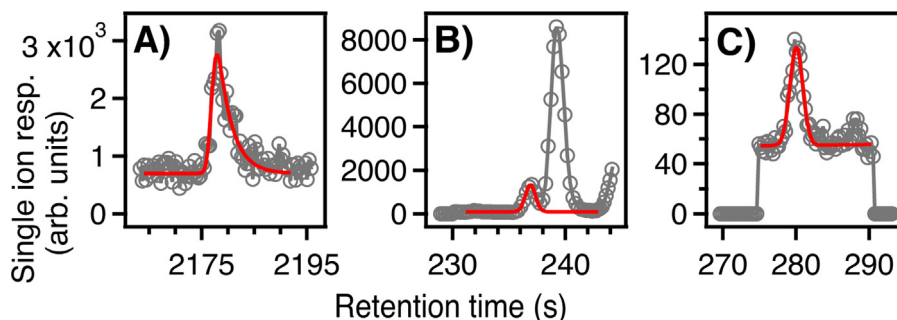 A) B) C)
3 x10³
2
1
0
8000
6000
4000
2000
0
120
80
40
0
Single ion resp.
(arb. units)
2175 2195
230 240
270 280 290
Retention time (s)